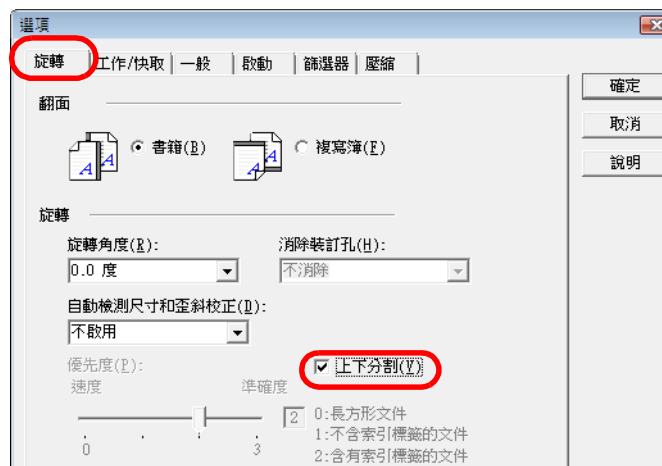 選項
旋轉 工作/快取 一般 啟動 篩選器 壓縮
確定
翻面
取消
A A 書籍(B) A A 複寫簿(F)
說明
旋轉
旋轉角度(R): 消除裝訂孔(H):
0.0 度 不消除
自動檢測尺寸和歪斜校正(D):
不啟用
優先度(P): 上下分割(V)
速度 準確度
2 0:長方形文件
1:不含索引標籤的文件
0 3 2:含有索引標籤的文件